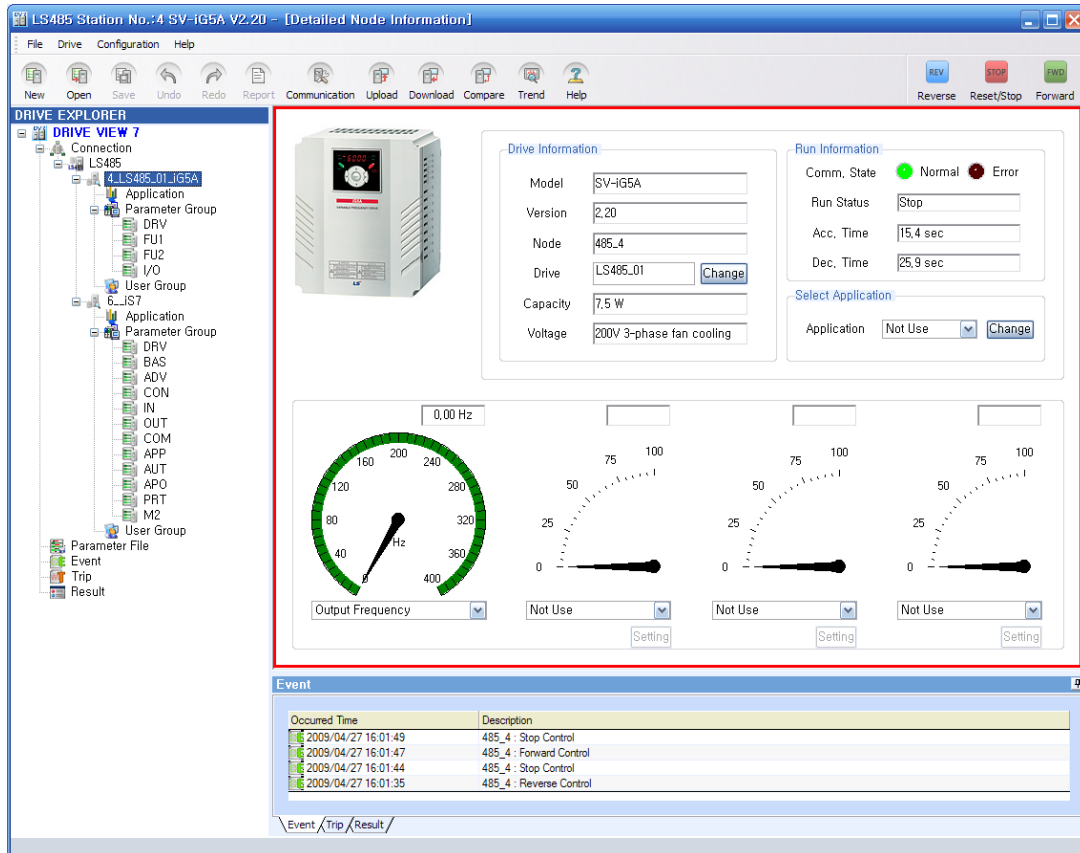 LS485 Station No.:4 SV-iG5A V2.20 - [Detailed Node Information]
File Drive Configuration Help
New Open Save Undo Redo Report Communication Upload Download Compare Trend Help
REV STOP FWD
Reverse Reset/Stop Forward
DRIVE EXPLORER
DRIVE VIEW 7
Connection
LS485
4_LS485_01_iG5A
Application
Parameter Group
DRV
FU1
FU2
I/O
User Group
6__iS7
Application
Parameter Group
DRV
BAS
ADV
CON
IN
OUT
COM
APP
AUT
APO
PRT
M2
User Group
Parameter File
Event
Trip
Result
Drive Information
Model SV-iG5A
Version 2,20
Node 485_4
Drive LS485_01 Change
Capacity 7,5 W
Voltage 200V 3-phase fan cooling
Run Information
Comm, State Normal Error
Run Status Stop
Acc, Time 15,4 sec
Dec, Time 25,9 sec
Select Application
Application Not Use Change
0,00 Hz
0 40 80 120 160 200 240 280 320 360 400
Hz
Output Frequency
0 25 50 75 100
Not Use
Setting
0 25 50 75 100
Not Use
Setting
0 25 50 75 100
Not Use
Setting
Event
Occurred Time Description
2009/04/27 16:01:49 485_4 : Stop Control
2009/04/27 16:01:47 485_4 : Forward Control
2009/04/27 16:01:44 485_4 : Stop Control
2009/04/27 16:01:35 485_4 : Reverse Control
Event Trip Result